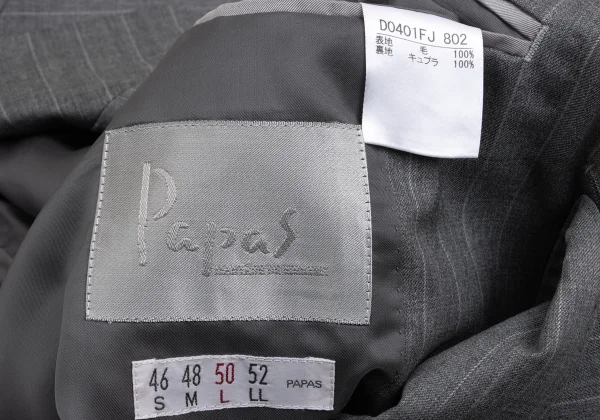 D0401FJ 802
表地 毛 100%
裏地 キュプラ 100%
Papas
46 48 50 52
S M L LL
PAPAS